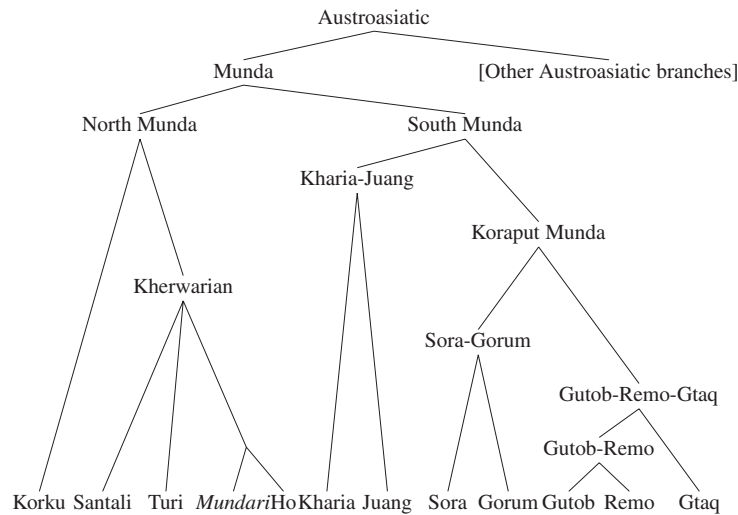 Austroasiatic
Munda [Other Austroasiatic branches]
North Munda South Munda
Kharia-Juang
Koraput Munda
Kherwarian
Sora-Gorum
Gutob-Remo-Gtaq
Gutob-Remo
Korku Santali Turi Mundari Ho Kharia Juang Sora Gorum Gutob Remo Gtaq